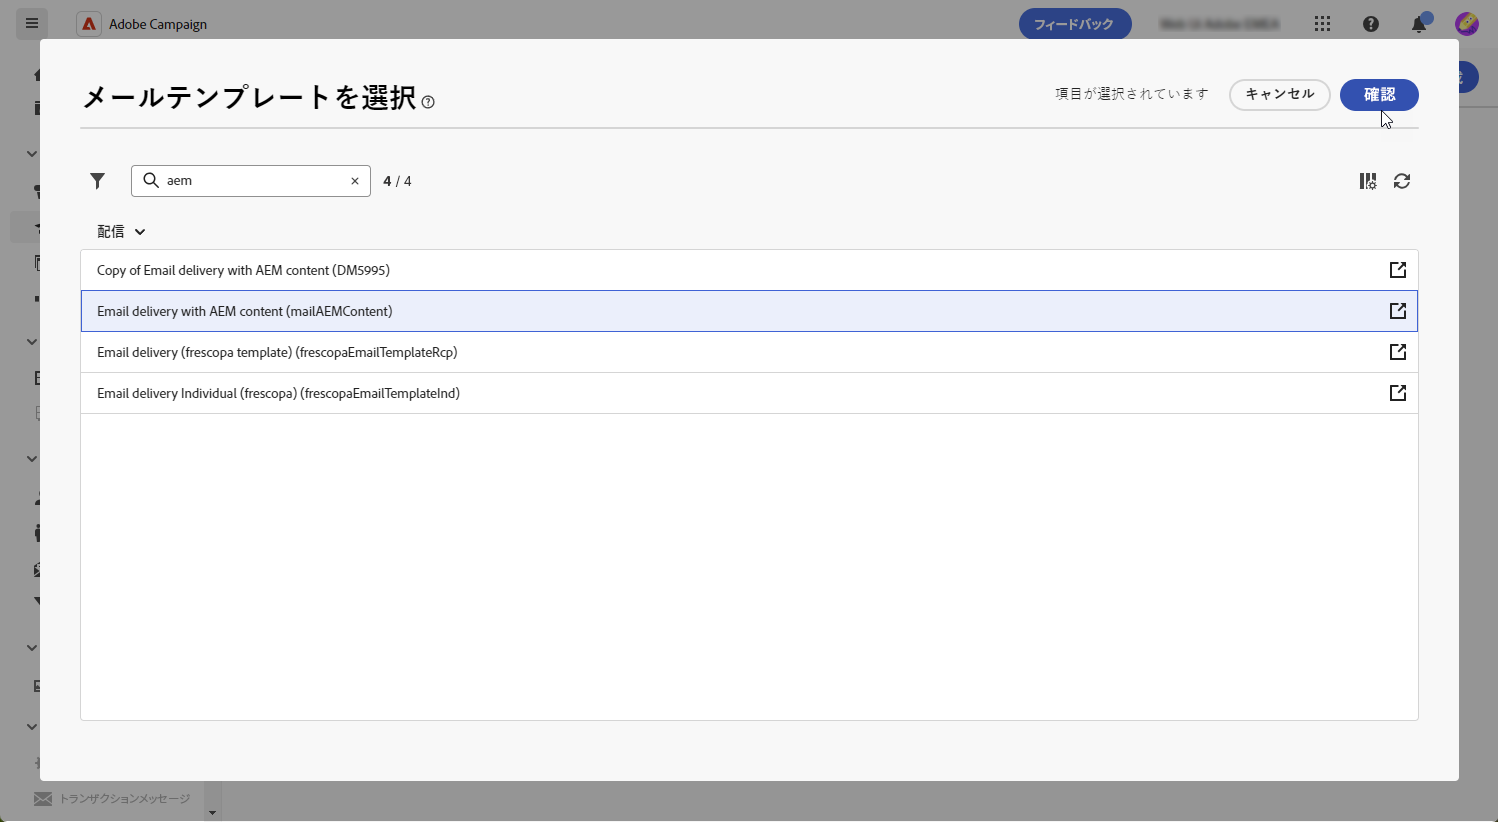 Adobe Campaign
フィードバック
メールテンプレートを選択
項目が選択されています
キャンセル
確認
aem
4 / 4
配信
Copy of Email delivery with AEM content (DM5995)
Email delivery with AEM content (mailAEMContent)
Email delivery (frescopa template) (frescopaEmailTemplateRcp)
Email delivery Individual (frescopa) (frescopaEmailTemplateInd)
トランザクションメッセージ